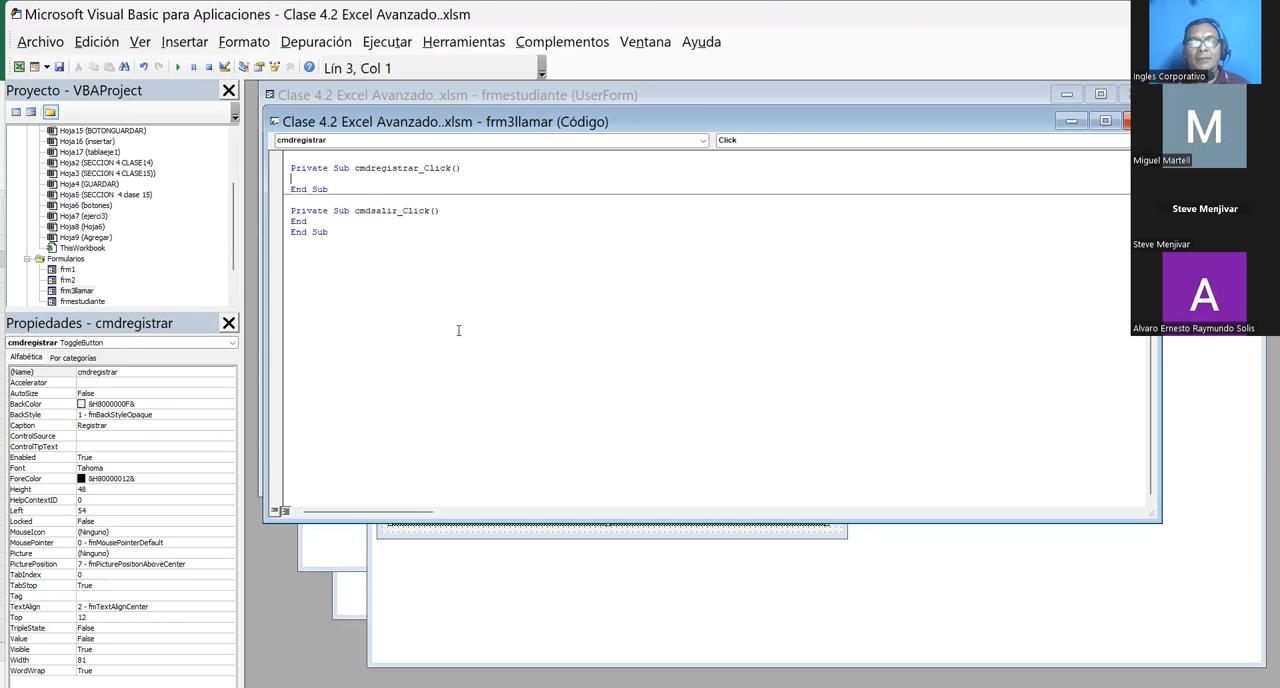 Microsoft Visual Basic para Aplicaciones - Clase 4.2 Excel Avanzado..xlsm
Archivo Edición Ver Insertar Formato Depuración Ejecutar Herramientas Complementos Ventana Ayuda
Lín 3, Col 1
Proyecto - VBAProject
Hoja15 (BOTONGUARDAR)
Hoja16 (insertar)
Hoja17 (tablaeje1)
Hoja2 (SECCION 4 CLASE14)
Hoja3 (SECCION 4 CLASE15))
Hoja4 (GUARDAR)
Hoja5 (SECCION 4 clase 15)
Hoja6 (botones)
Hoja7 (ejerci3)
Hoja8 (Hoja6)
Hoja9 (Agregar)
ThisWorkbook
Formularios
frm1
frm2
frm3llamar
frmestudiante
Propiedades - cmdregistrar
cmdregistrar ToggleButton
Alfabética Por categorías
(Name) cmdregistrar
Accelerator
AutoSize False
BackColor &H8000000F&
BackStyle 1 - fmBackStyleOpaque
Caption Registrar
ControlSource
ControlTipText
Enabled True
Font Tahoma
ForeColor &H80000012&
Height 48
HelpContextID 0
Left 54
Locked False
MouseIcon (Ninguno)
MousePointer 0 - fmMousePointerDefault
Picture (Ninguno)
PicturePosition 7 - fmPicturePositionAboveCenter
TabIndex 0
TabStop True
Tag
TextAlign 2 - fmTextAlignCenter
Top 12
TripleState False
Value False
Visible True
Width 81
WordWrap True
Clase 4.2 Excel Avanzado..xlsm - frmestudiante (UserForm)
Clase 4.2 Excel Avanzado..xlsm - frm3llamar (Código)
cmdregistrar Click
Private Sub cmdregistrar_Click()
End Sub
Private Sub cmdsalir_Click()
End
End Sub
Ingles Corporativo
M
Miguel Martell
Steve Menjivar
Steve Menjivar
A
Alvaro Ernesto Raymundo Solis